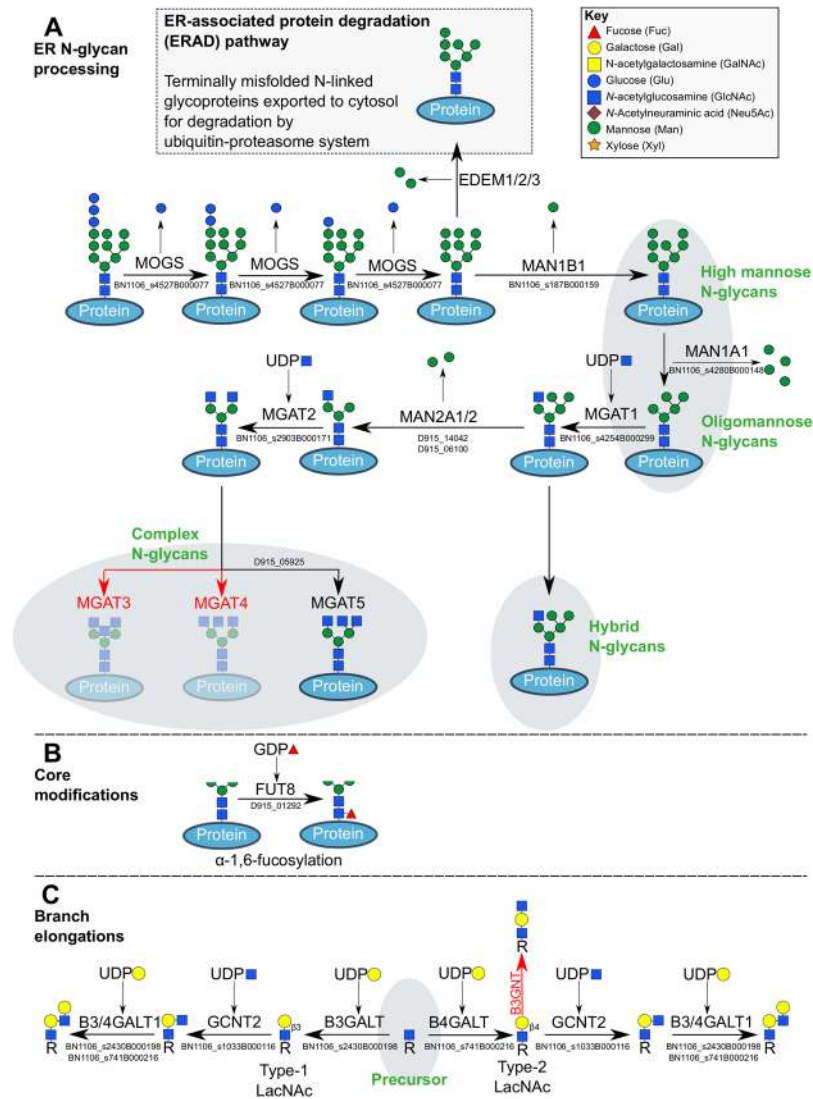 A
ER N-glycan
processing
ER-associated protein degradation
(ERAD) pathway
Terminally misfolded N-linked
glycoproteins exported to cytosol
for degradation by
ubiquitin-proteasome system
Protein
Key
Fucose (Fuc)
Galactose (Gal)
N-acetylgalactosamine (GalNAc)
Glucose (Glu)
N-acetylglucosamine (GlcNAc)
N-Acetylneuraminic acid (Neu5Ac)
Mannose (Man)
Xylose (Xyl)
EDEM1/2/3
MOGS
BN1106_s4527B000077
MOGS
BN1106_s4527B000077
MOGS
BN1106_s4527B000077
MAN1B1
BN1106_s187B000159
Protein
Protein
Protein
Protein
Protein
High mannose
N-glycans
MAN1A1
BN1106_s4280B000148
UDP
MGAT2
BN1106_s2903B000171
MAN2A1/2
D915_14042
D915_06100
UDP
MGAT1
BN1106_s4254B000299
Oligomannose
N-glycans
Protein
Protein
Protein
Protein
Complex
N-glycans
D915_05925
MGAT3
MGAT4
MGAT5
Protein
Protein
Protein
Hybrid
N-glycans
Protein
B
Core
modifications
GDP
FUT8
D915_01292
Protein
Protein
α-1,6-fucosylation
C
Branch
elongations
R
B3GNT
UDP
UDP
UDP
UDP
UDP
UDP
B3/4GALT1
BN1106_s2430B000198
BN1106_s741B000216
GCNT2
BN1106_s1033B000116
β3
B3GALT
BN1106_s2430B000198
B4GALT
BN1106_s741B000216
β4
GCNT2
BN1106_s1033B000116
B3/4GALT1
BN1106_s2430B000198
BN1106_s741B000216
R
R
R
R
R
R
R
Type-1
LacNAc
Precursor
Type-2
LacNAc